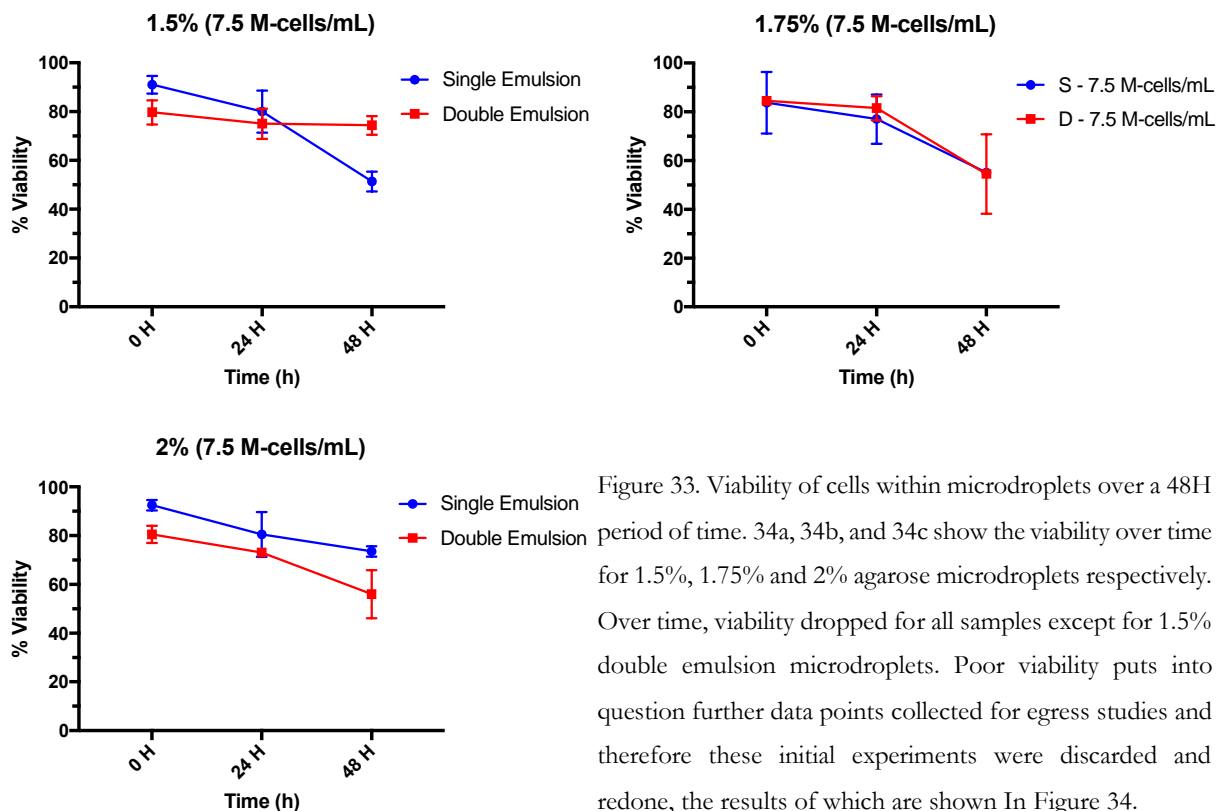 1.5% (7.5 M-cells/mL)
100
80
60
40
20
0
% Viability
0 H
24 H
48 H
Time (h)
Single Emulsion
Double Emulsion
1.75% (7.5 M-cells/mL)
100
80
60
40
20
0
% Viability
0 H
24 H
48 H
Time (h)
S - 7.5 M-cells/mL
D - 7.5 M-cells/mL
2% (7.5 M-cells/mL)
100
80
60
40
20
0
% Viability
0 H
24 H
48 H
Time (h)
Single Emulsion
Double Emulsion
Figure 33. Viability of cells within microdroplets over a 48H
period of time. 34a, 34b, and 34c show the viability over time
for 1.5%, 1.75% and 2% agarose microdroplets respectively.
Over time, viability dropped for all samples except for 1.5%
double emulsion microdroplets. Poor viability puts into
question further data points collected for egress studies and
therefore these initial experiments were discarded and
redone, the results of which are shown In Figure 34.